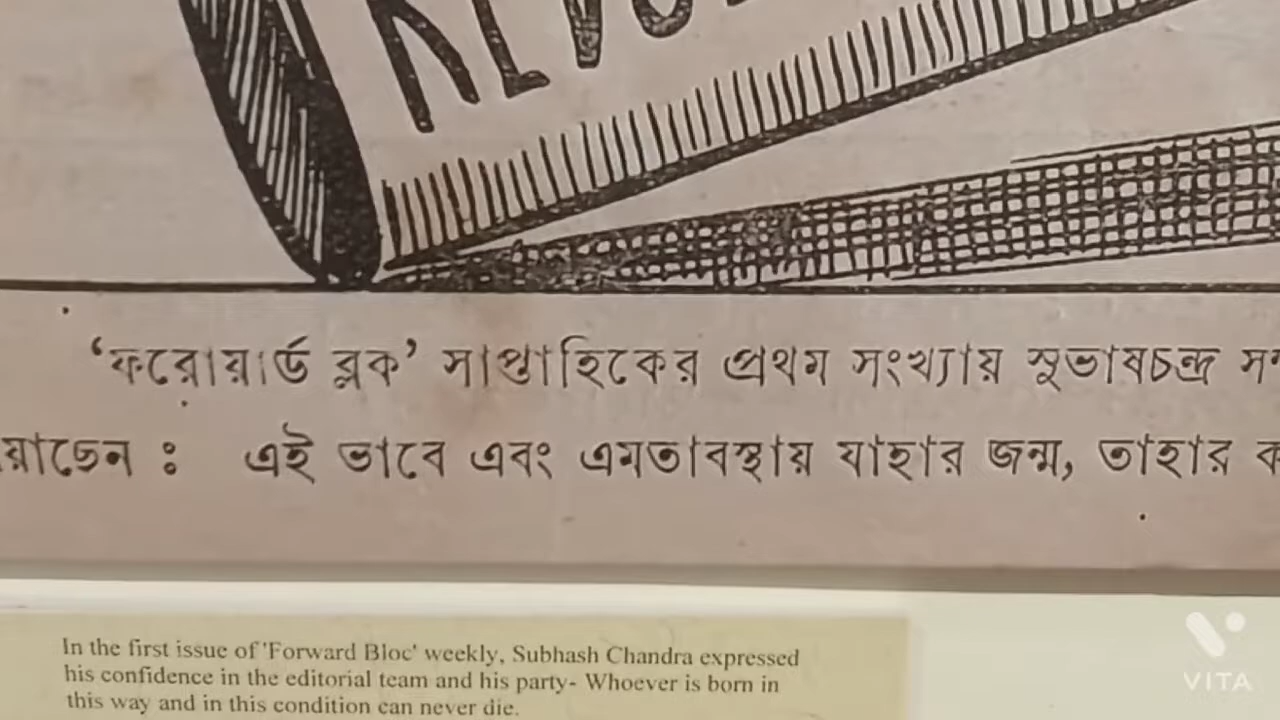 ‘ফরোয়ার্ড ব্লক’ সাপ্তাহিকের প্রথম সংখ্যায় সুভাষচন্দ্র
এই ভাবে এবং এমতাবস্থায় যাহার জন্ম, তাহার
In the first issue of 'Forward Bloc' weekly, Subhash Chandra expressed
his confidence in the editorial team and his party- Whoever is born in
this way and in this condition can never die.
VITA